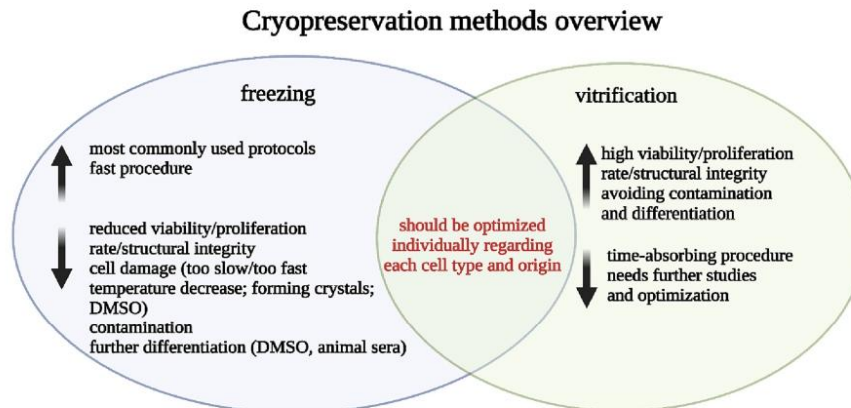 Cryopreservation methods overview
freezing
most commonly used protocols
fast procedure
reduced viability/proliferation
rate/structural integrity
cell damage (too slow/too fast
temperature decrease; forming crystals;
DMSO)
contamination
further differentiation (DMSO, animal sera)
should be optimized
individually regarding
each cell type and origin
vitrification
high viability/proliferation
rate/structural integrity
avoiding contamination
and differentiation
time-absorbing procedure
needs further studies
and optimization